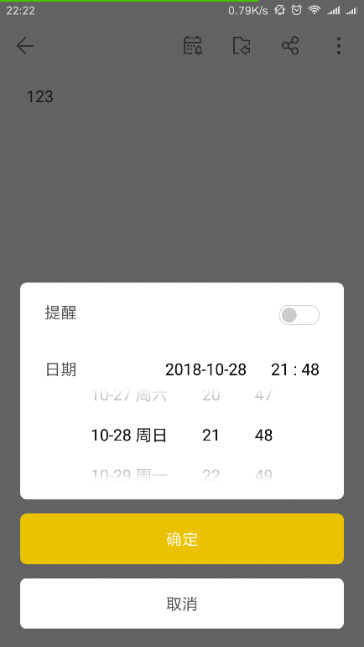 22:22 0.79K/s
123
提醒
日期 2018-10-28 21 : 48
10-27 周六 20 47
10-28 周日 21 48
10-29 周一 22 49
确定
取消